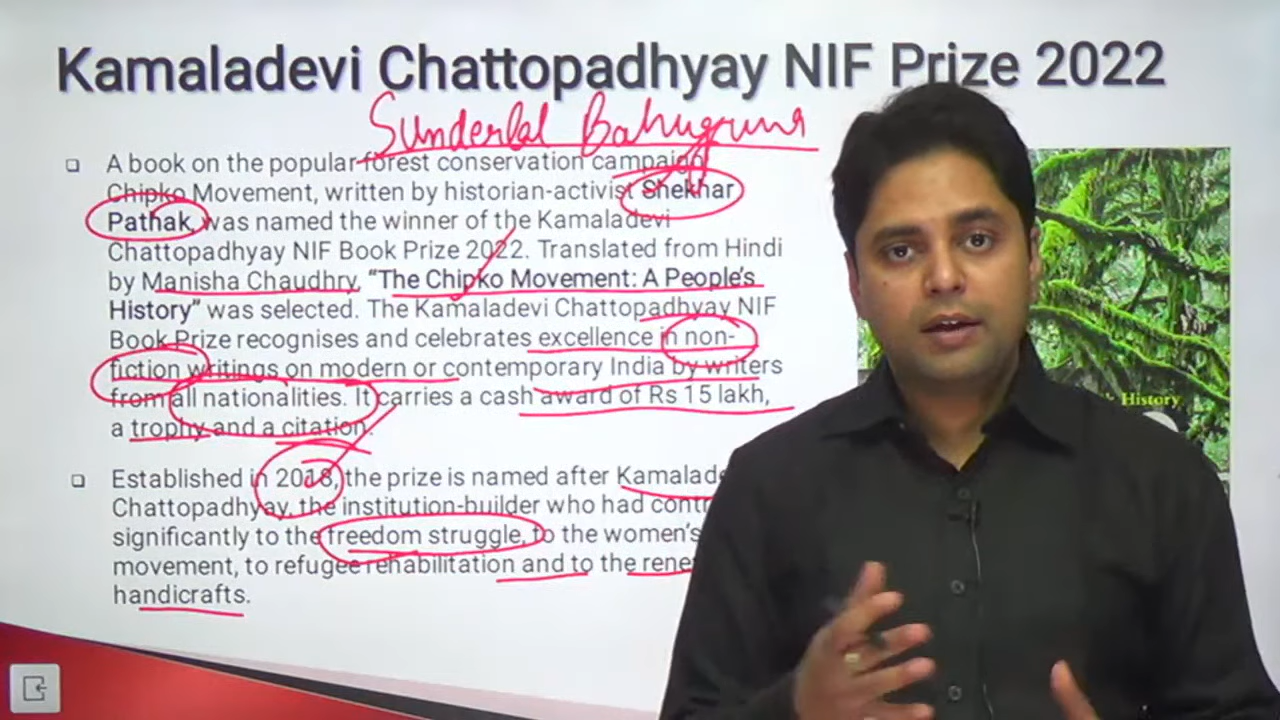 Kamaladevi Chattopadhyay NIF Prize 2022
Sunderlal Bahuguna
A book on the popular forest conservation campaign
Chipko Movement, written by historian-activist Shekhar
Pathak, was named the winner of the Kamaladevi
Chattopadhyay NIF Book Prize 2022. Translated from Hindi
by Manisha Chaudhry, “The Chipko Movement: A People’s
History” was selected. The Kamaladevi Chattopadhyay NIF
Book Prize recognises and celebrates excellence in non-
fiction writings on modern or contemporary India by writers
from all nationalities. It carries a cash award of Rs 15 lakh,
a trophy and a citation.
Established in 2018, the prize is named after Kamalad
Chattopadhyay, the institution-builder who had contr
significantly to the freedom struggle, to the women’s
movement, to refugee rehabilitation and to the rene
handicrafts.
History